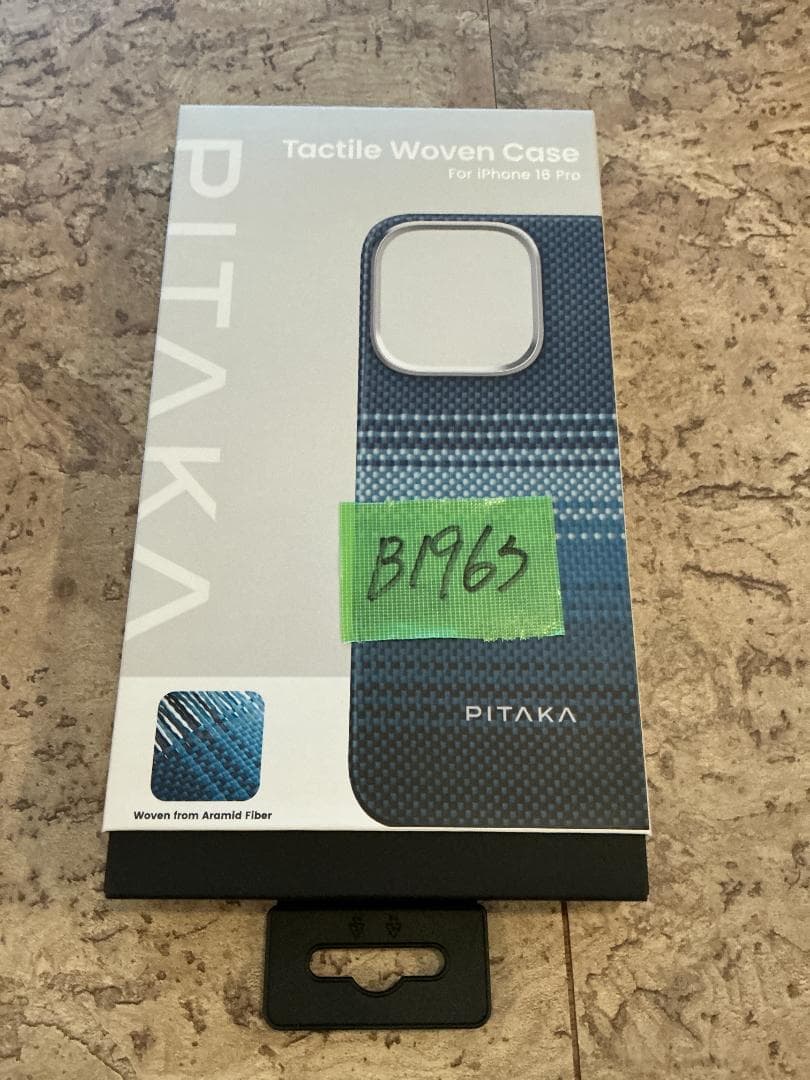 Tactile Woven Case
For iPhone 16 Pro
PITAKA
B1965
PITAKA
Woven from Aramid Fiber